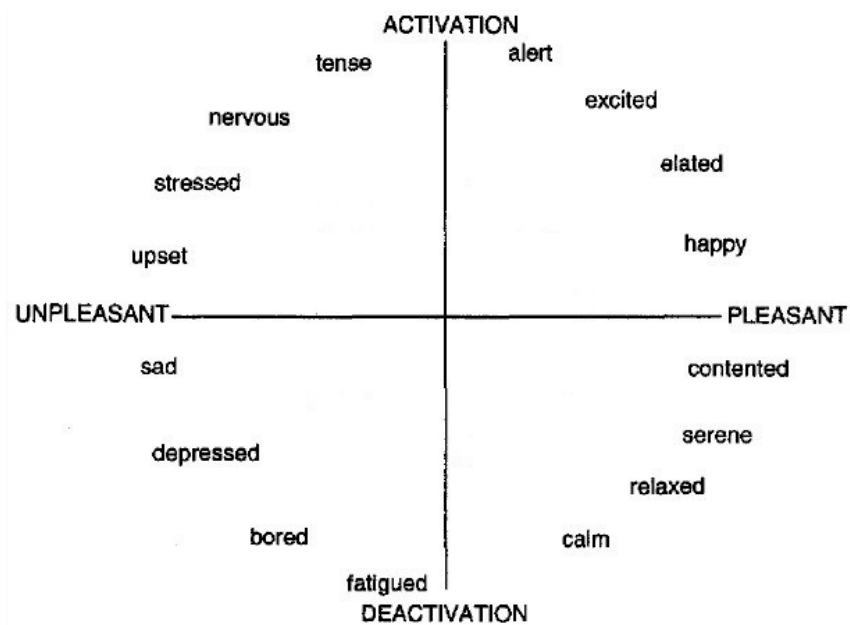 ACTIVATION
tense
alert
excited
nervous
elated
stressed
happy
upset
UNPLEASANT
PLEASANT
sad
contented
serene
depressed
relaxed
bored
calm
fatigued
DEACTIVATION